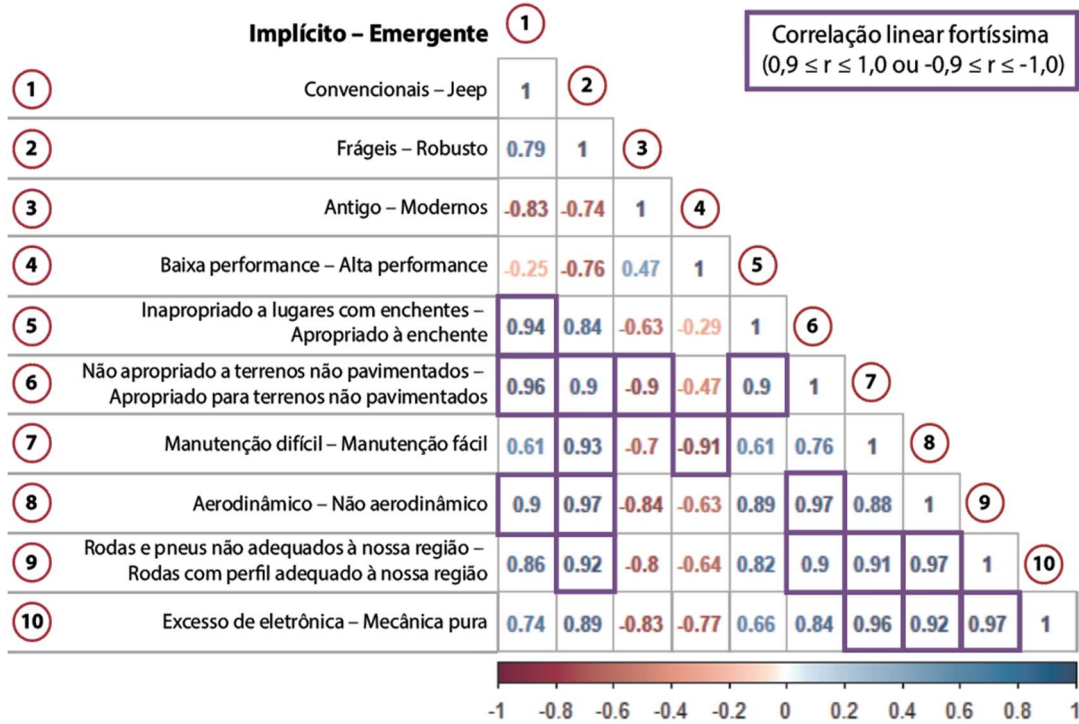 Implícito – Emergente 1
Correlação linear fortíssima
(0,9 ≤ r ≤ 1,0 ou -0,9 ≤ r ≤ -1,0)
1 Convencionais – Jeep 1 2
2 Frágeis – Robusto 0.79 1 3
3 Antigo – Modernos -0.83 -0.74 1 4
4 Baixa performance – Alta performance -0.25 -0.76 0.47 1 5
5 Inapropriado a lugares com enchentes –
Apropriado à enchente 0.94 0.84 -0.63 -0.29 1 6
6 Não apropriado a terrenos não pavimentados –
Apropriado para terrenos não pavimentados 0.96 0.9 -0.9 -0.47 0.9 1 7
7 Manutenção difícil – Manutenção fácil 0.61 0.93 -0.7 -0.91 0.61 0.76 1 8
8 Aerodinâmico – Não aerodinâmico 0.9 0.97 -0.84 -0.63 0.89 0.97 0.88 1 9
9 Rodas e pneus não adequados à nossa região –
Rodas com perfil adequado à nossa região 0.86 0.92 -0.8 -0.64 0.82 0.9 0.91 0.97 1 10
10 Excesso de eletrônica – Mecânica pura 0.74 0.89 -0.83 -0.77 0.66 0.84 0.96 0.92 0.97 1
-1 -0.8 -0.6 -0.4 -0.2 0 0.2 0.4 0.6 0.8 1